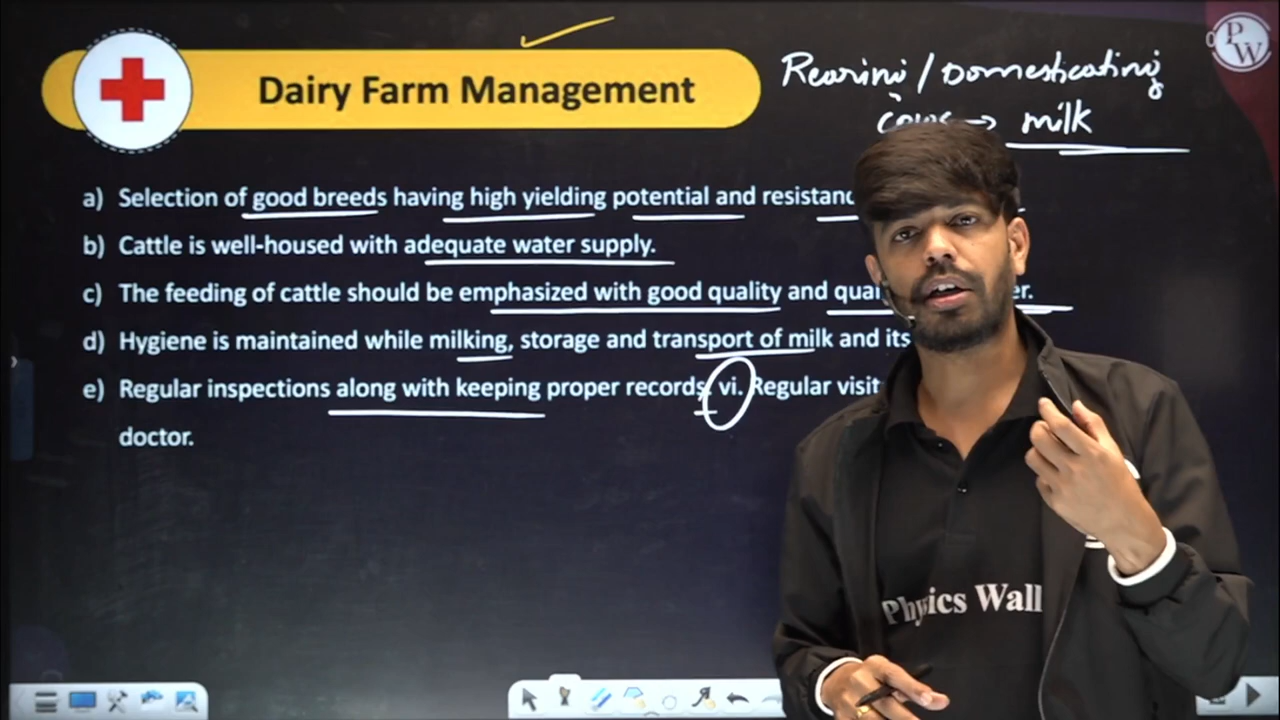 Dairy Farm Management
Rearing / Domesticating
cows → milk
PW
a) Selection of good breeds having high yielding potential and
b) Cattle is well-housed with adequate water supply.
c) The feeding of cattle should be emphasized with good quality and
d) Hygiene is maintained while milking, storage and transport of milk and its
e) Regular inspections along with keeping proper records, vi. Regular
doctor.
Physics Wall